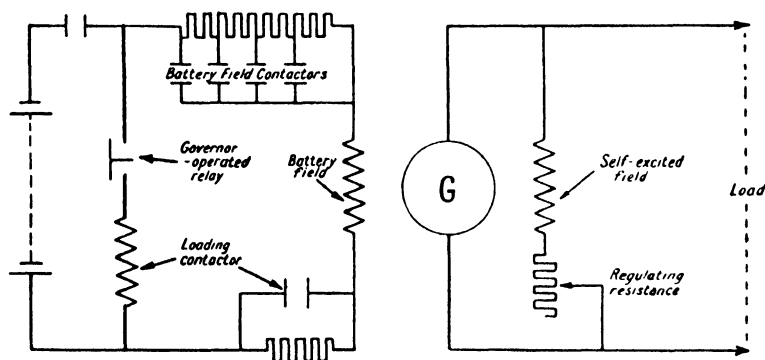 Battery Field Contactors
Governor
-operated
relay
Battery
field
Loading
contactor
G
Self-excited
field
Load
Regulating
resistance